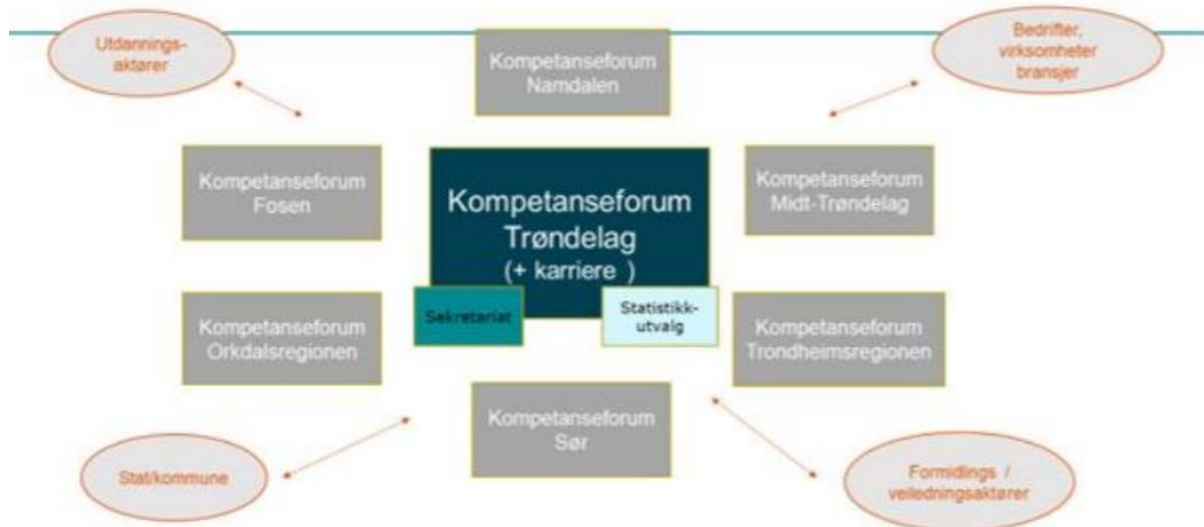 Utdannings-
aktører
Kompetanseforum
Namdalen
Bedrifter,
virksomheter
bransjer
Kompetanseforum
Fosen
Kompetanseforum
Trøndelag
(+ karriere )
Kompetanseforum
Midt-Trøndelag
Kompetanseforum
Orkdalsregionen
Sekretariat
Statistikk-
utvalg
Kompetanseforum
Trondheimsregionen
Kompetanseforum
Sør
Stat/kommune
Formidlings /
veiledningsaktører